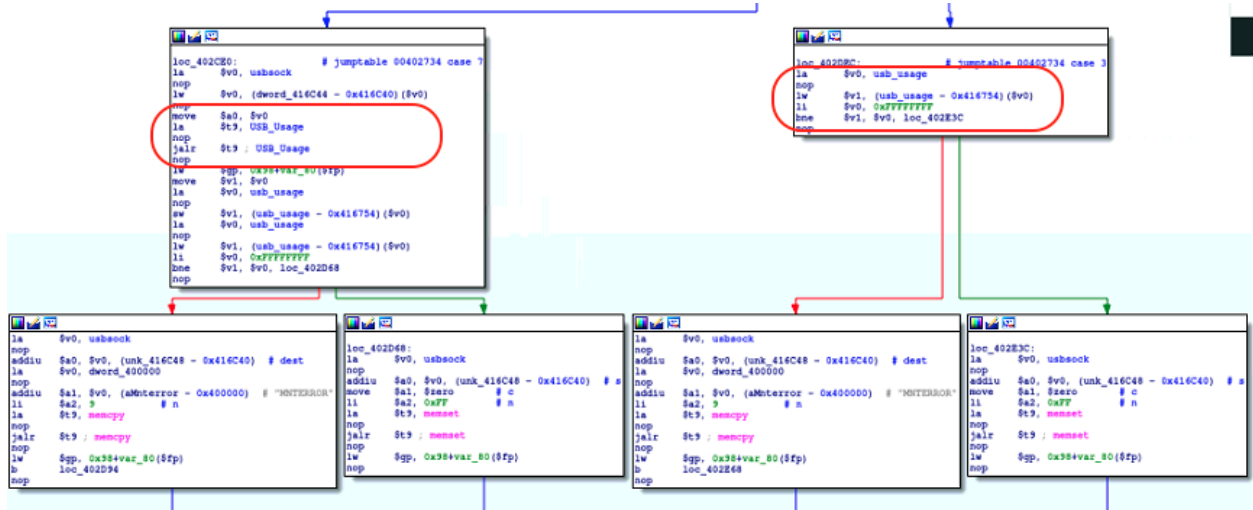 loc_402CE0: # jumptable 00402734 case 7
la $v0, usbsock
nop
lw $v0, (dword_416C44 - 0x416C40)($v0)
nop
move $a0, $v0
la $t9, USB_Usage
nop
jalr $t9 ; USB_Usage
nop
lw $gp, 0x98+var_80($fp)
move $v1, $v0
la $v0, usb_usage
nop
sw $v1, (usb_usage - 0x416754)($v0)
la $v0, usb_usage
nop
lw $v1, (usb_usage - 0x416754)($v0)
li $v0, 0xFFFFFFFF
bne $v1, $v0, loc_402D68
nop
loc_402DEC: # jumptable 00402734 case 3
la $v0, usb_usage
nop
lw $v1, (usb_usage - 0x416754)($v0)
li $v0, 0xFFFFFFFF
bne $v1, $v0, loc_402E3C
nop
la $v0, usbsock
nop
addiu $a0, $v0, (unk_416C48 - 0x416C40) # dest
la $v0, dword_400000
nop
addiu $a1, $v0, (aMnterror - 0x400000) # "MNTERROR"
li $a2, 9 # n
la $t9, memcpy
nop
jalr $t9 ; memcpy
nop
lw $gp, 0x98+var_80($fp)
b loc_402D94
nop
loc_402D68:
la $v0, usbsock
nop
addiu $a0, $v0, (unk_416C48 - 0x416C40) # s
move $a1, $zero # c
li $a2, 0xFF # n
la $t9, memset
nop
jalr $t9 ; memset
nop
lw $gp, 0x98+var_80($fp)
nop
la $v0, usbsock
nop
addiu $a0, $v0, (unk_416C48 - 0x416C40) # dest
la $v0, dword_400000
nop
addiu $a1, $v0, (aMnterror - 0x400000) # "MNTERROR"
li $a2, 9 # n
la $t9, memcpy
nop
jalr $t9 ; memcpy
nop
lw $gp, 0x98+var_80($fp)
b loc_402E68
nop
loc_402E3C:
la $v0, usbsock
nop
addiu $a0, $v0, (unk_416C48 - 0x416C40) # s
move $a1, $zero # c
li $a2, 0xFF # n
la $t9, memset
nop
jalr $t9 ; memset
nop
lw $gp, 0x98+var_80($fp)
nop